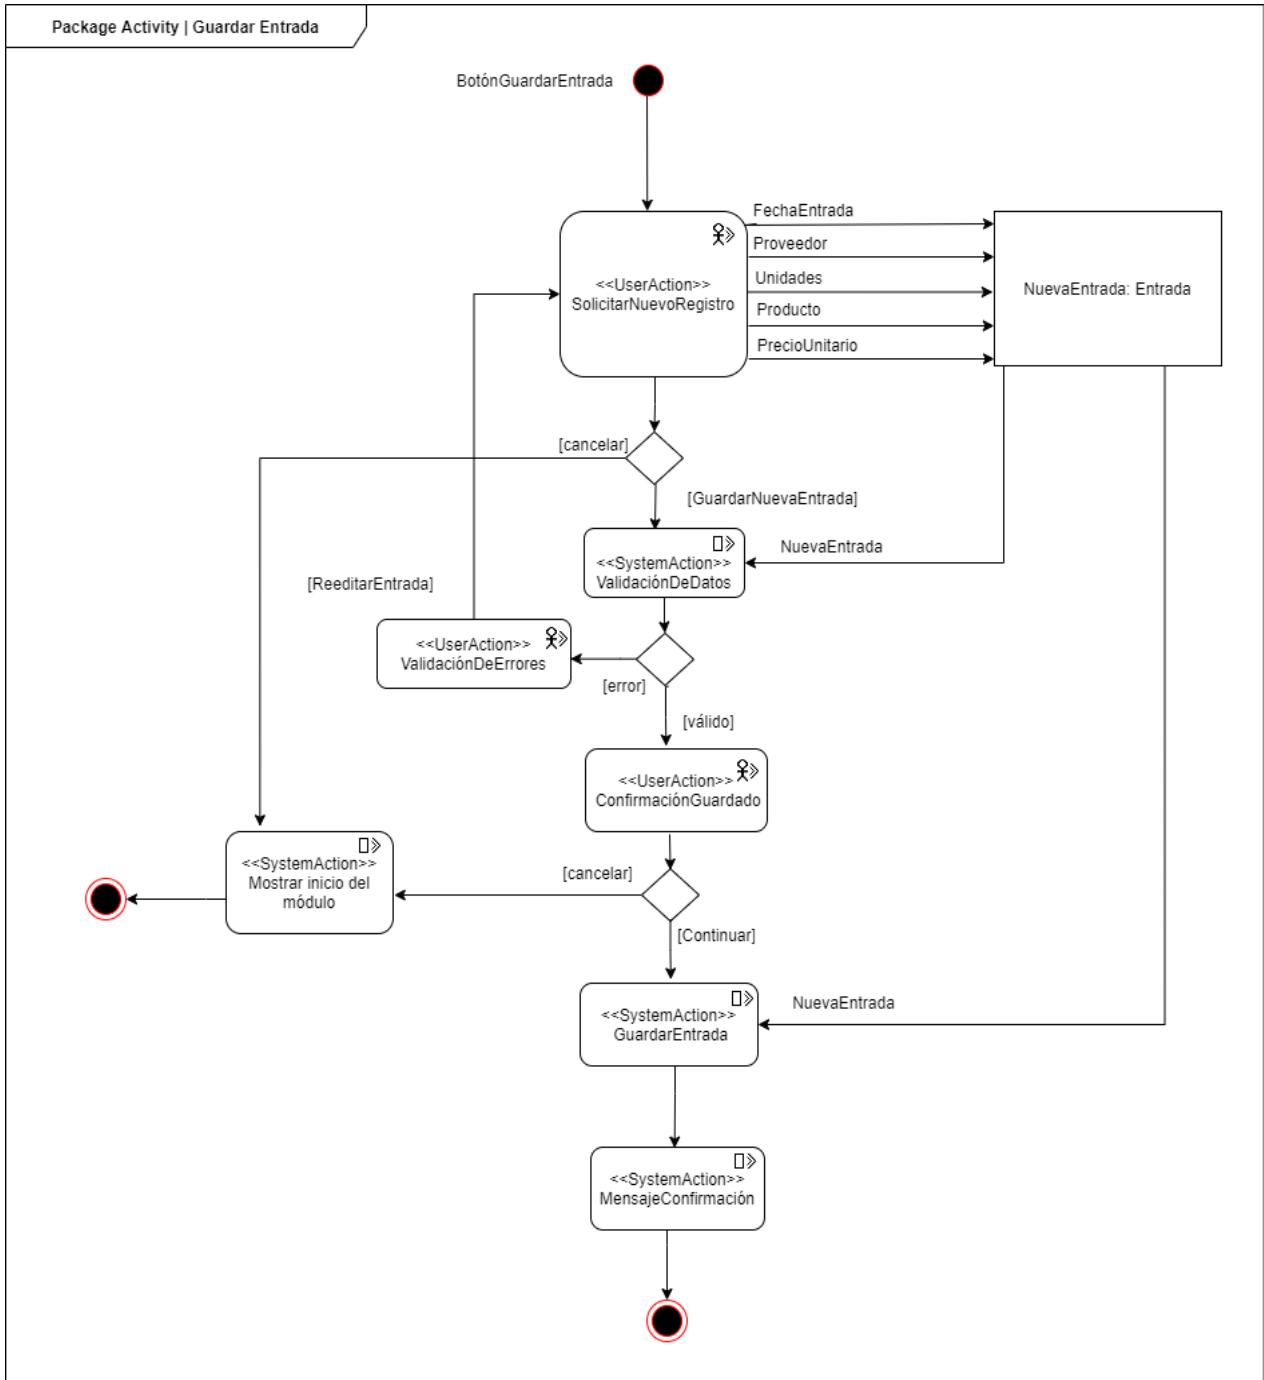 Package Activity | Guardar Entrada
BotónGuardarEntrada
FechaEntrada
Proveedor
Unidades
Producto
PrecioUnitario
<<UserAction>>
SolicitarNuevoRegistro
NuevaEntrada: Entrada
[cancelar]
[GuardarNuevaEntrada]
<<SystemAction>>
ValidaciónDeDatos
NuevaEntrada
[ReeditarEntrada]
<<UserAction>>
ValidaciónDeErrores
[error]
[válido]
<<UserAction>>
ConfirmaciónGuardado
<<SystemAction>>
Mostrar inicio del
módulo
[cancelar]
[Continuar]
<<SystemAction>>
GuardarEntrada
NuevaEntrada
<<SystemAction>>
MensajeConfirmación